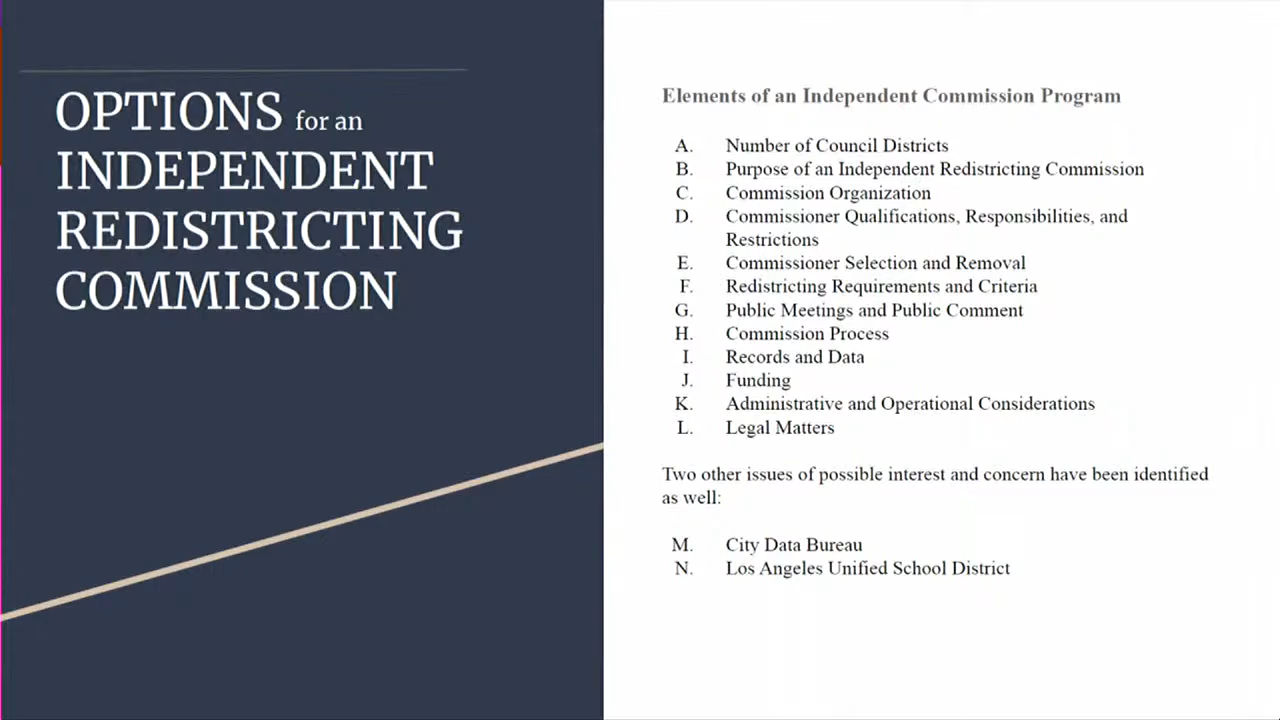 OPTIONS for an
INDEPENDENT
REDISTRICTING
COMMISSION
Elements of an Independent Commission Program
A. Number of Council Districts
B. Purpose of an Independent Redistricting Commission
C. Commission Organization
D. Commissioner Qualifications, Responsibilities, and
Restrictions
E. Commissioner Selection and Removal
F. Redistricting Requirements and Criteria
G. Public Meetings and Public Comment
H. Commission Process
I. Records and Data
J. Funding
K. Administrative and Operational Considerations
L. Legal Matters
Two other issues of possible interest and concern have been identified
as well:
M. City Data Bureau
N. Los Angeles Unified School District